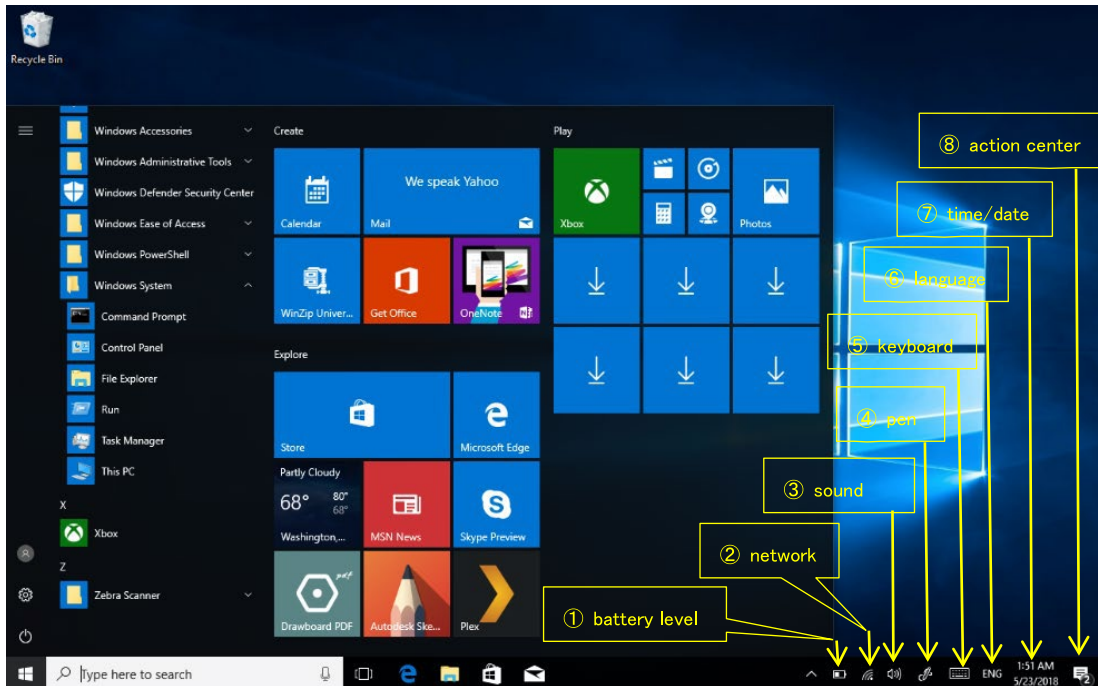 Recycle Bin
Windows Accessories
Windows Administrative Tools
Windows Defender Security Center
Windows Ease of Access
Windows PowerShell
Windows System
Command Prompt
Control Panel
File Explorer
Run
Task Manager
This PC
X
Xbox
Z
Zebra Scanner
Create
Calendar
We speak Yahoo
Mail
WinZip Univer...
Get Office
OneNote
Explore
Store
Microsoft Edge
Partly Cloudy
68° 80°
68°
Washington,...
MSN News
Skype Preview
pdf
Drawboard PDF
Autodesk Ske...
Plex
Play
Xbox
Photos
⑧ action center
⑦ time/date
⑥ language
⑤ keyboard
④ pen
③ sound
② network
① battery level
Type here to search
ENG
1:51 AM
5/23/2018
2